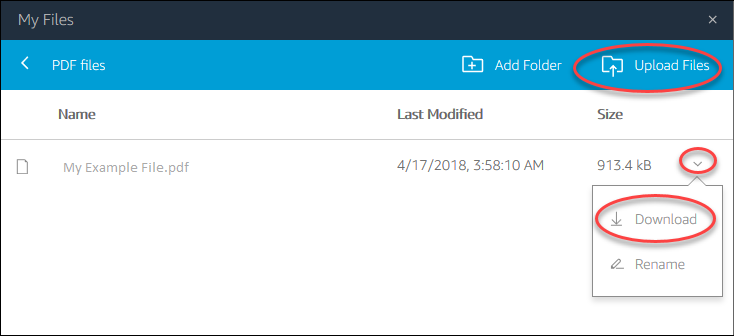 My Files
PDF files Add Folder Upload Files
Name Last Modified Size
My Example File.pdf 4/17/2018, 3:58:10 AM 913.4 kB
Download
Rename